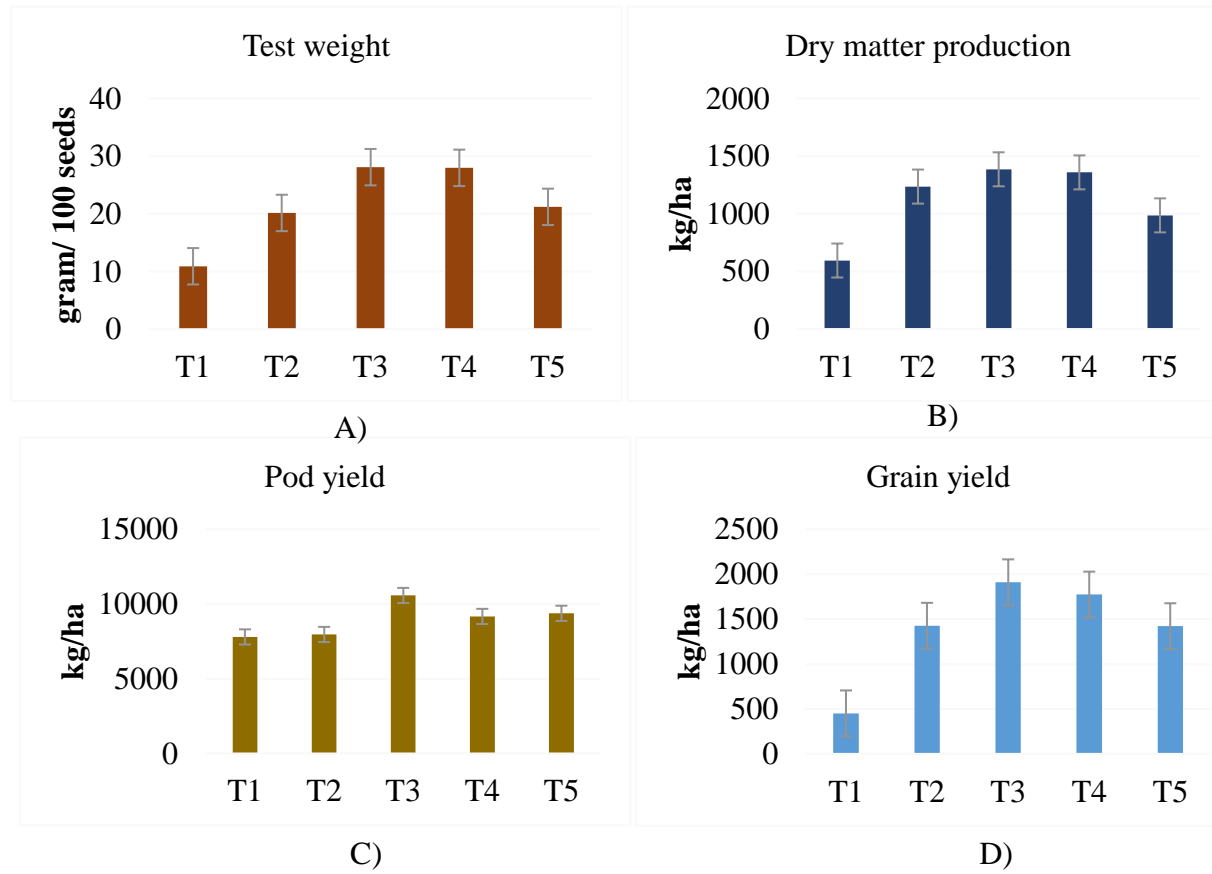 Test weight
gram/ 100 seeds
40
30
20
10
0
T1 T2 T3 T4 T5
A)
Dry matter production
kg/ha
2000
1500
1000
500
0
T1 T2 T3 T4 T5
B)
Pod yield
kg/ha
15000
10000
5000
0
T1 T2 T3 T4 T5
C)
Grain yield
kg/ha
2500
2000
1500
1000
500
0
T1 T2 T3 T4 T5
D)